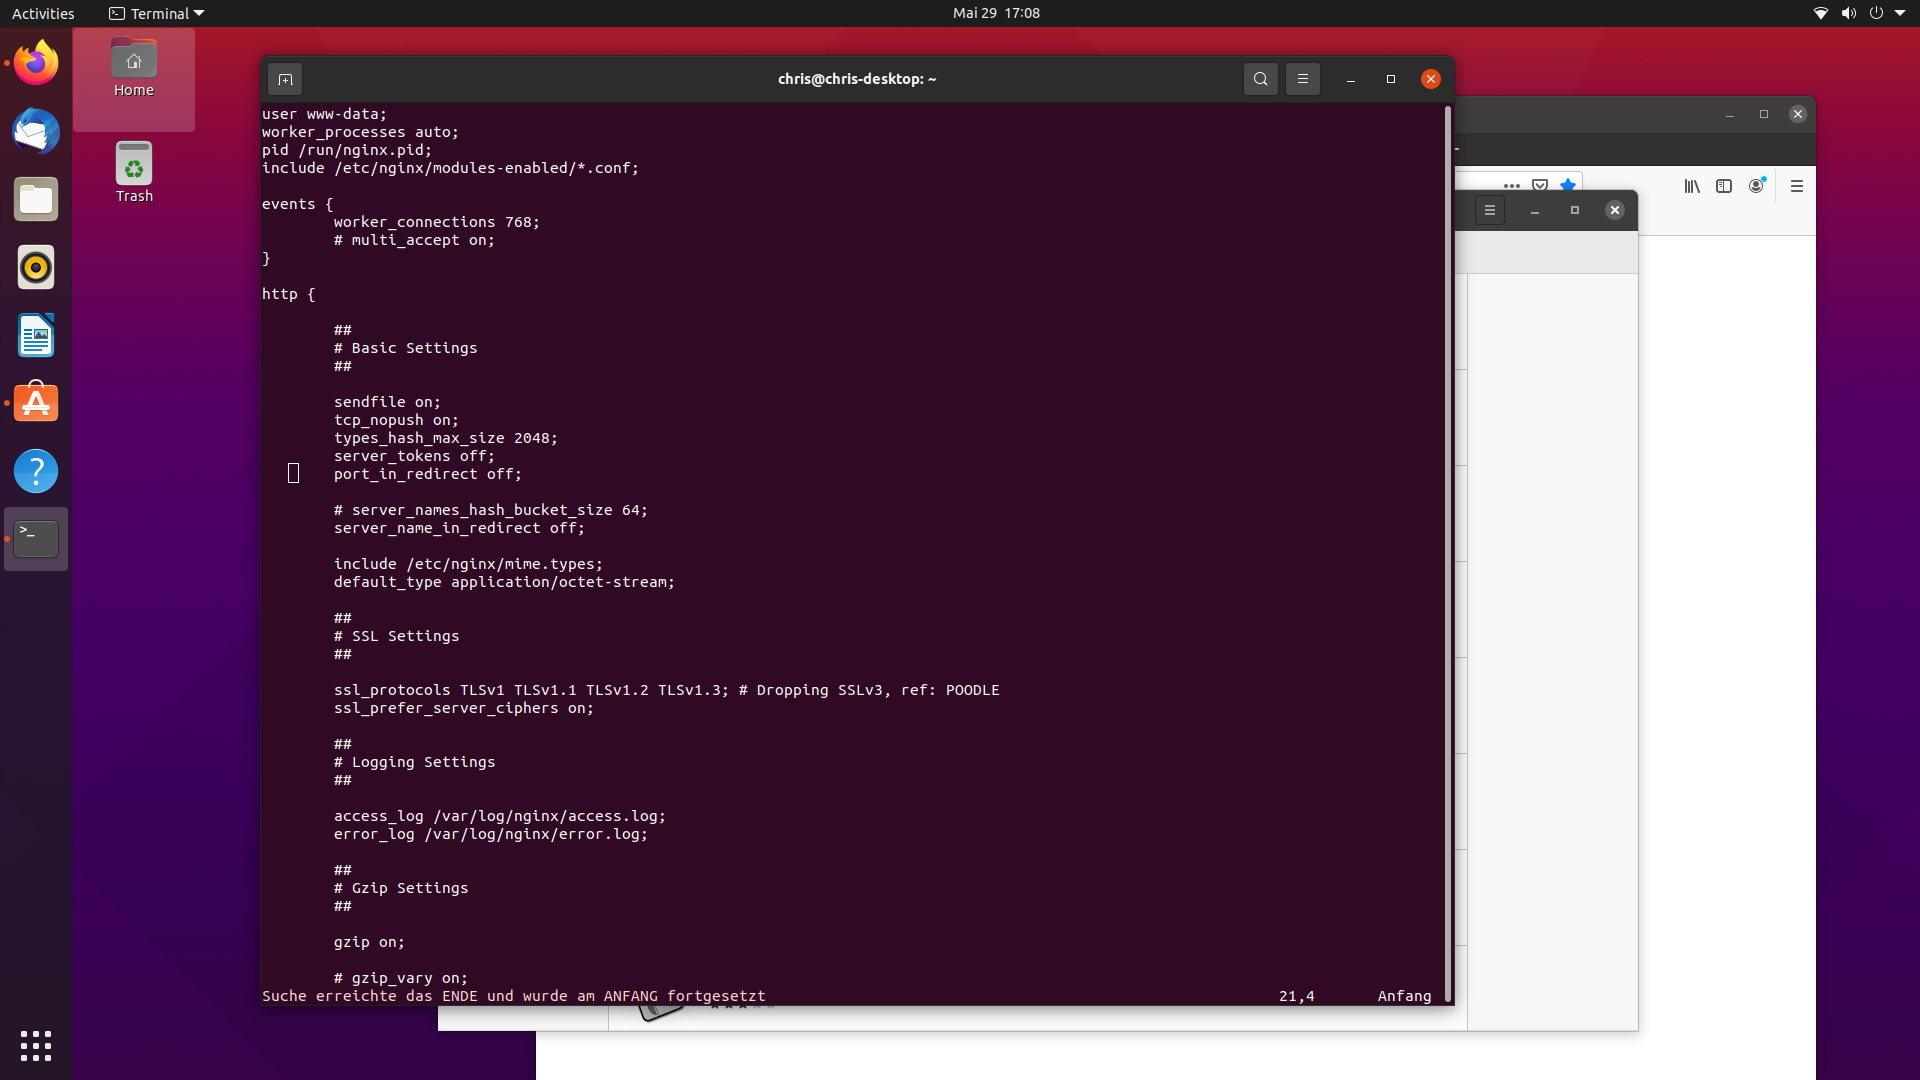 Activities
Terminal
Mai 29 17:08
Home
Trash
chris@chris-desktop: ~
user www-data;
worker_processes auto;
pid /run/nginx.pid;
include /etc/nginx/modules-enabled/*.conf;
events {
worker_connections 768;
# multi_accept on;
}
http {
##
# Basic Settings
##
sendfile on;
tcp_nopush on;
types_hash_max_size 2048;
server_tokens off;
port_in_redirect off;
# server_names_hash_bucket_size 64;
server_name_in_redirect off;
include /etc/nginx/mime.types;
default_type application/octet-stream;
##
# SSL Settings
##
ssl_protocols TLSv1 TLSv1.1 TLSv1.2 TLSv1.3; # Dropping SSLv3, ref: POODLE
ssl_prefer_server_ciphers on;
##
# Logging Settings
##
access_log /var/log/nginx/access.log;
error_log /var/log/nginx/error.log;
##
# Gzip Settings
##
gzip on;
# gzip_vary on;
Suche erreichte das ENDE und wurde am ANFANG fortgesetzt 21,4 Anfang